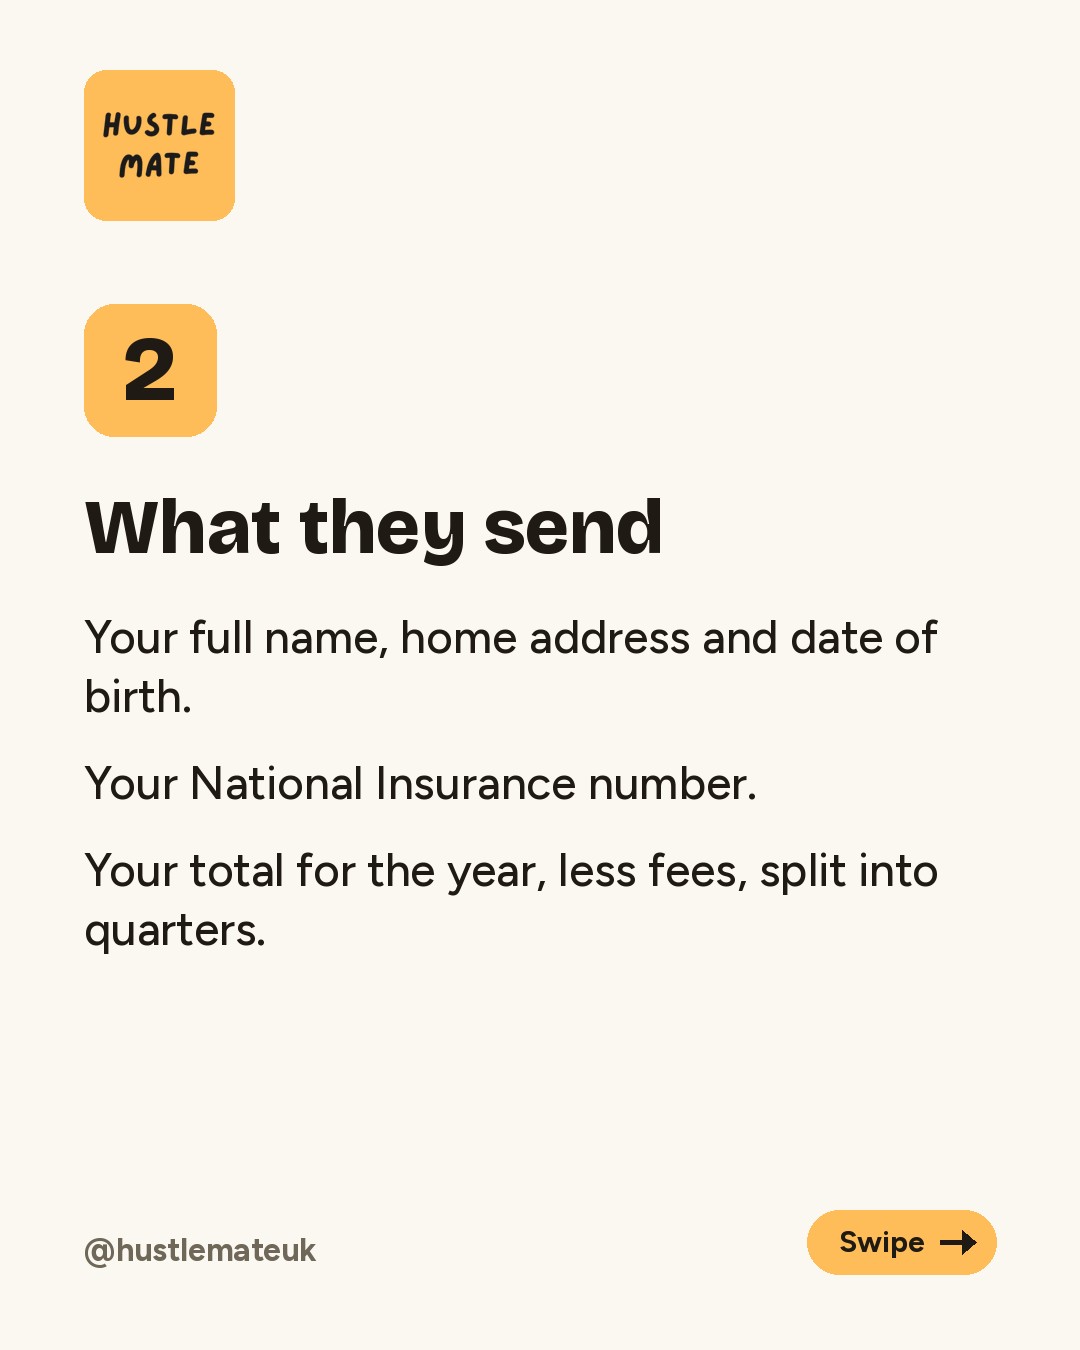 HUSTLE
MATE
2
What they send
Your full name, home address and date of
birth.
Your National Insurance number.
Your total for the year, less fees, split into
quarters.
@hustlemateuk
Swipe